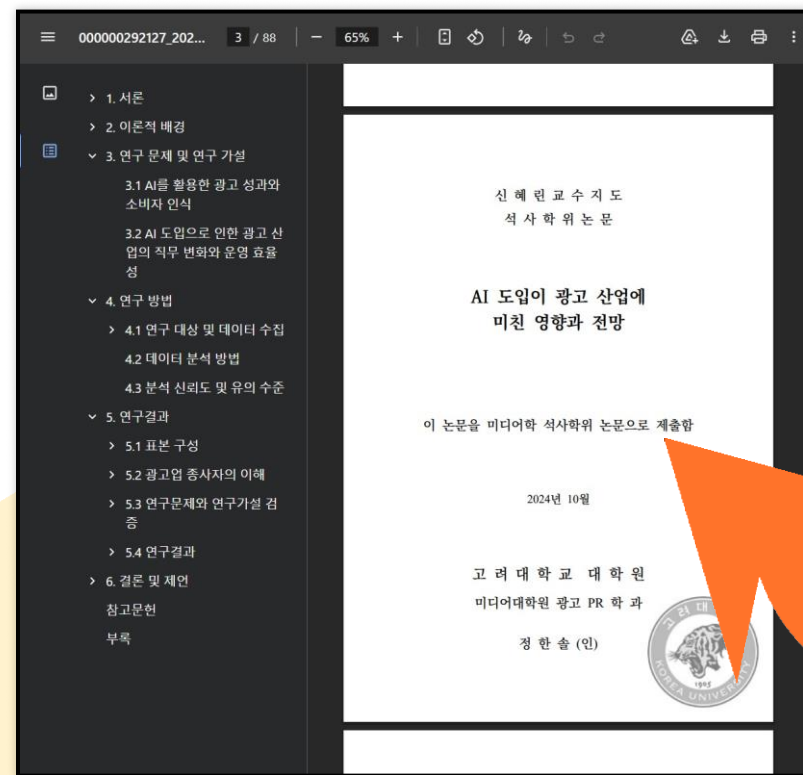 000000292127_202... 3 / 88 65%
1. 서론
2. 이론적 배경
3. 연구 문제 및 연구 가설
3.1 AI를 활용한 광고 성과와
소비자 인식
3.2 AI 도입으로 인한 광고 산
업의 직무 변화와 운영 효율
성
4. 연구 방법
4.1 연구 대상 및 데이터 수집
4.2 데이터 분석 방법
4.3 분석 신뢰도 및 유의 수준
5. 연구결과
5.1 표본 구성
5.2 광고업 종사자의 이해
5.3 연구문제와 연구가설 검
증
5.4 연구결과
6. 결론 및 제언
참고문헌
부록
신 혜 린 교 수 지 도
석 사 학 위 논 문
AI 도입이 광고 산업에
미친 영향과 전망
이 논문을 미디어학 석사학위 논문으로 제출함
2024년 10월
고 려 대 학 교 대 학 원
미디어대학원 광고 PR 학 과
정 한 솔 (인)
1905